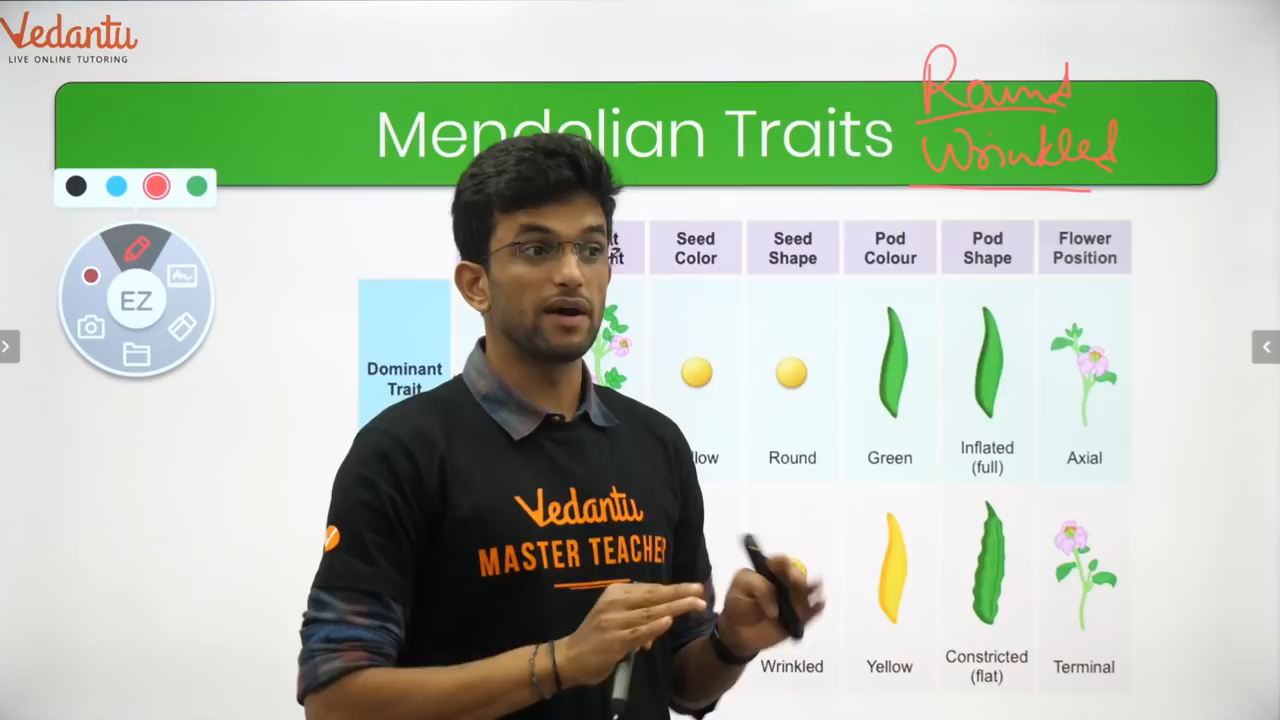 Vedantu
LIVE ONLINE TUTORING
Round
Mendelian Traits
Wrinkled
EZ
Seed Color
Seed Shape
Pod Colour
Pod Shape
Flower Position
Dominant
Trait
Round
Green
Inflated
(full)
Axial
Vedantu
MASTER TEACHER
Wrinkled
Yellow
Constricted
(flat)
Terminal